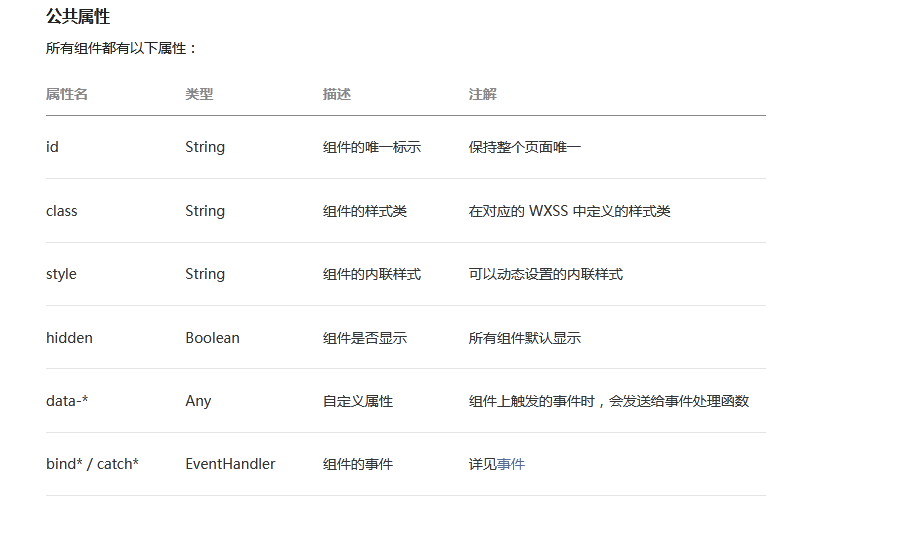 公共属性
所有组件都有以下属性：
属性名 类型 描述 注解
id String 组件的唯一标示 保持整个页面唯一
class String 组件的样式类 在对应的 WXSS 中定义的样式类
style String 组件的内联样式 可以动态设置的内联样式
hidden Boolean 组件是否显示 所有组件默认显示
data-* Any 自定义属性 组件上触发的事件时，会发送给事件处理函数
bind* / catch* EventHandler 组件的事件 详见事件